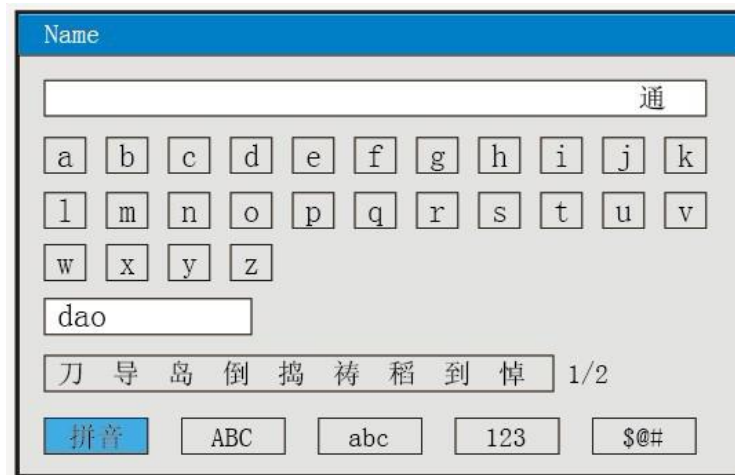 Name
通
a b c d e f g h i j k
l m n o p q r s t u v
w x y z
dao
刀 导 岛 倒 捣 祷 稻 到 悼 1/2
拼音 ABC abc 123 $@#